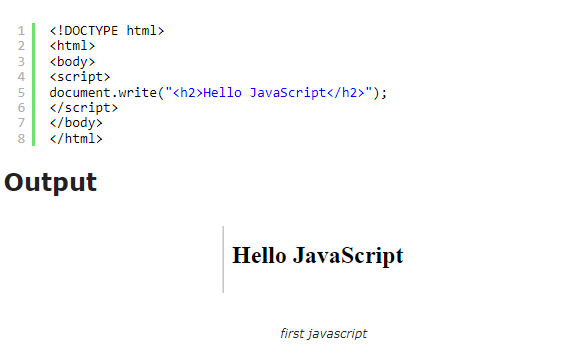 1 <!DOCTYPE html>
2 <html>
3 <body>
4 <script>
5 document.write("<h2>Hello JavaScript</h2>");
6 </script>
7 </body>
8 </html>
Output
Hello JavaScript
first javascript